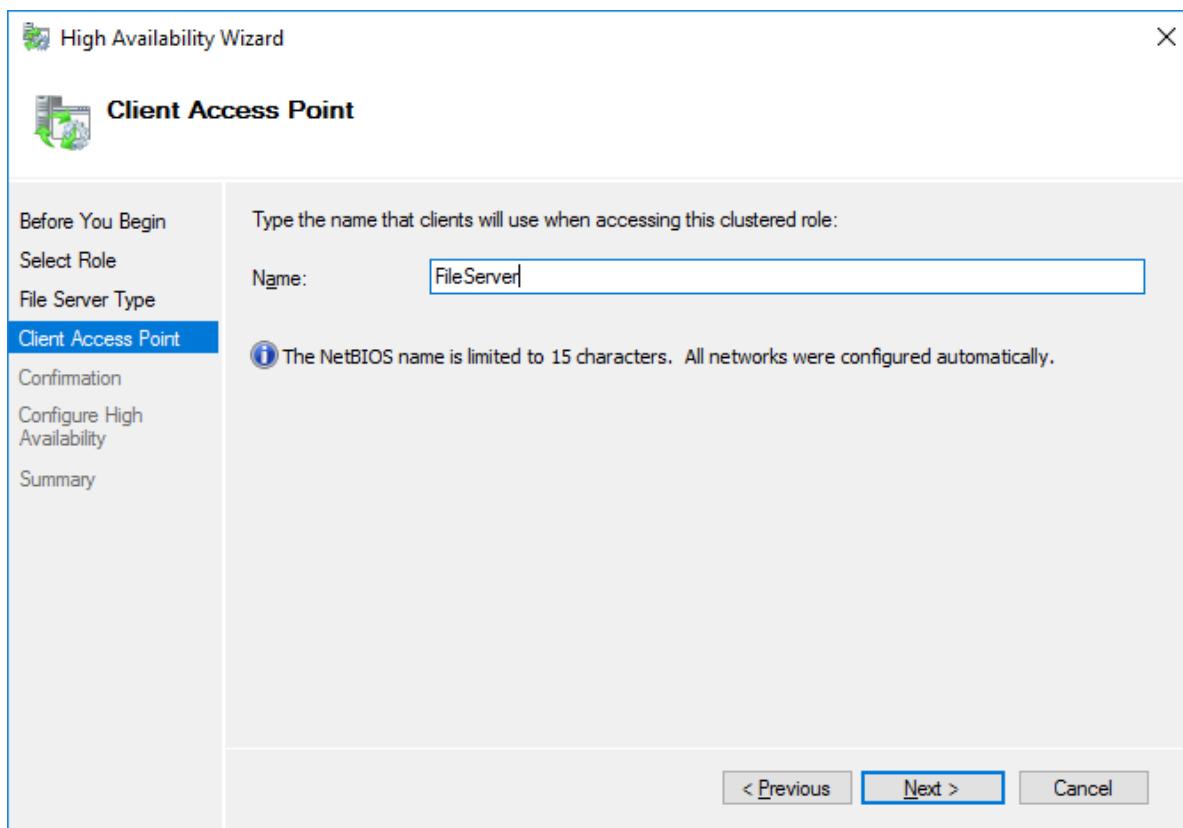 High Availability Wizard
Client Access Point
Before You Begin
Select Role
File Server Type
Client Access Point
Confirmation
Configure High
Availability
Summary
Type the name that clients will use when accessing this clustered role:
Name:
FileServer
The NetBIOS name is limited to 15 characters.  All networks were configured automatically.
< Previous
Next >
Cancel